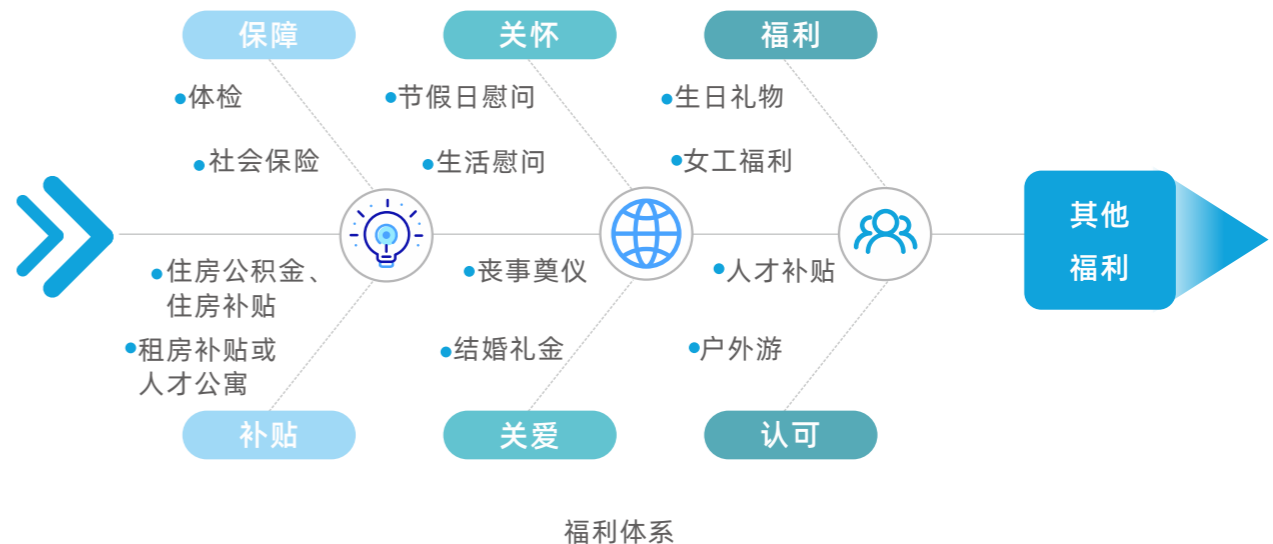 保障
关怀
福利
•体检
•节假日慰问
•生日礼物
•社会保险
•生活慰问
•女工福利
其他
福利
•住房公积金、
住房补贴
•丧事奠仪
•人才补贴
•租房补贴或
人才公寓
•结婚礼金
•户外游
补贴
关爱
认可
福利体系